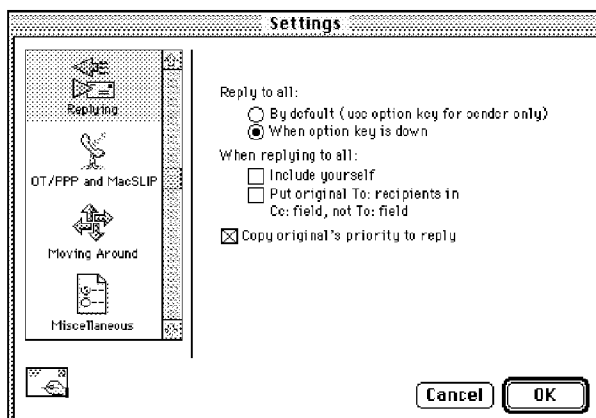 Settings
Replying
OT/PPP and MacSLIP
Moving Around
Miscellaneous
Reply to all:
By default (use option key for sender only)
When option key is down
When replying to all:
Include yourself
Put original To: recipients in
Cc: field, not To: field
Copy original's priority to reply
Cancel
OK